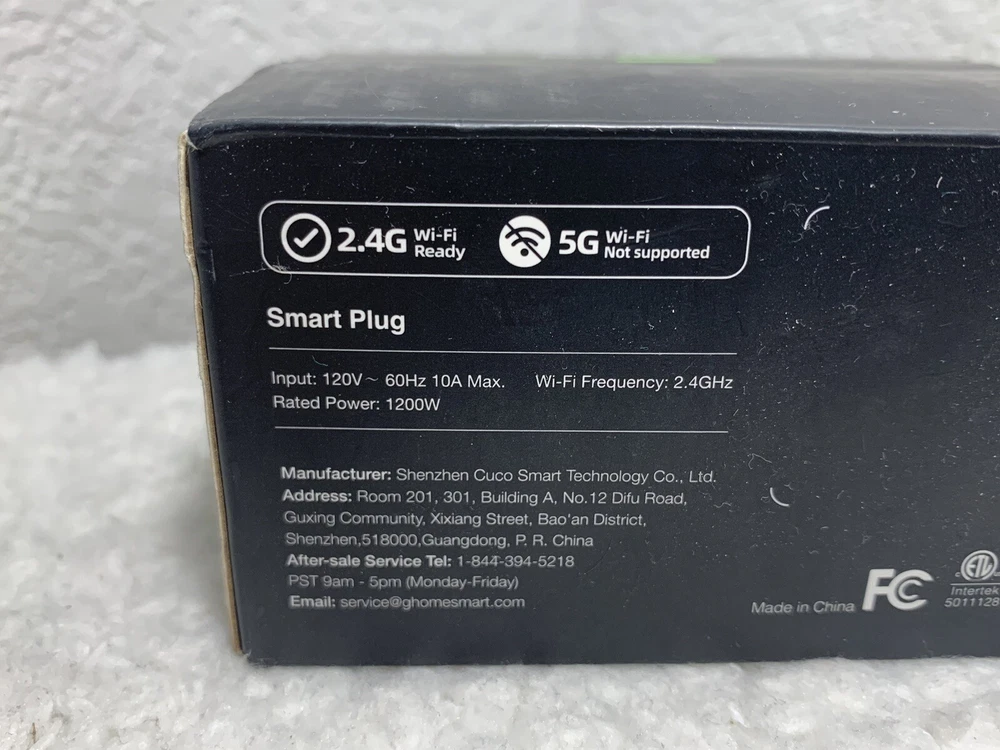 2.4G Wi-Fi Ready
5G Wi-Fi Not supported
Smart Plug
Input: 120V~ 60Hz 10A Max. Wi-Fi Frequency: 2.4GHz
Rated Power: 1200W
Manufacturer: Shenzhen Cuco Smart Technology Co., Ltd.
Address: Room 201, 301, Building A, No.12 Difu Road,
Guxing Community, Xixiang Street, Bao'an District,
Shenzhen,518000,Guangdong, P. R. China
After-sale Service Tel: 1-844-394-5218
PST 9am - 5pm (Monday-Friday)
Email: service@ghomesmart.com
Made in China
FC
ETL
Intertek
5011128